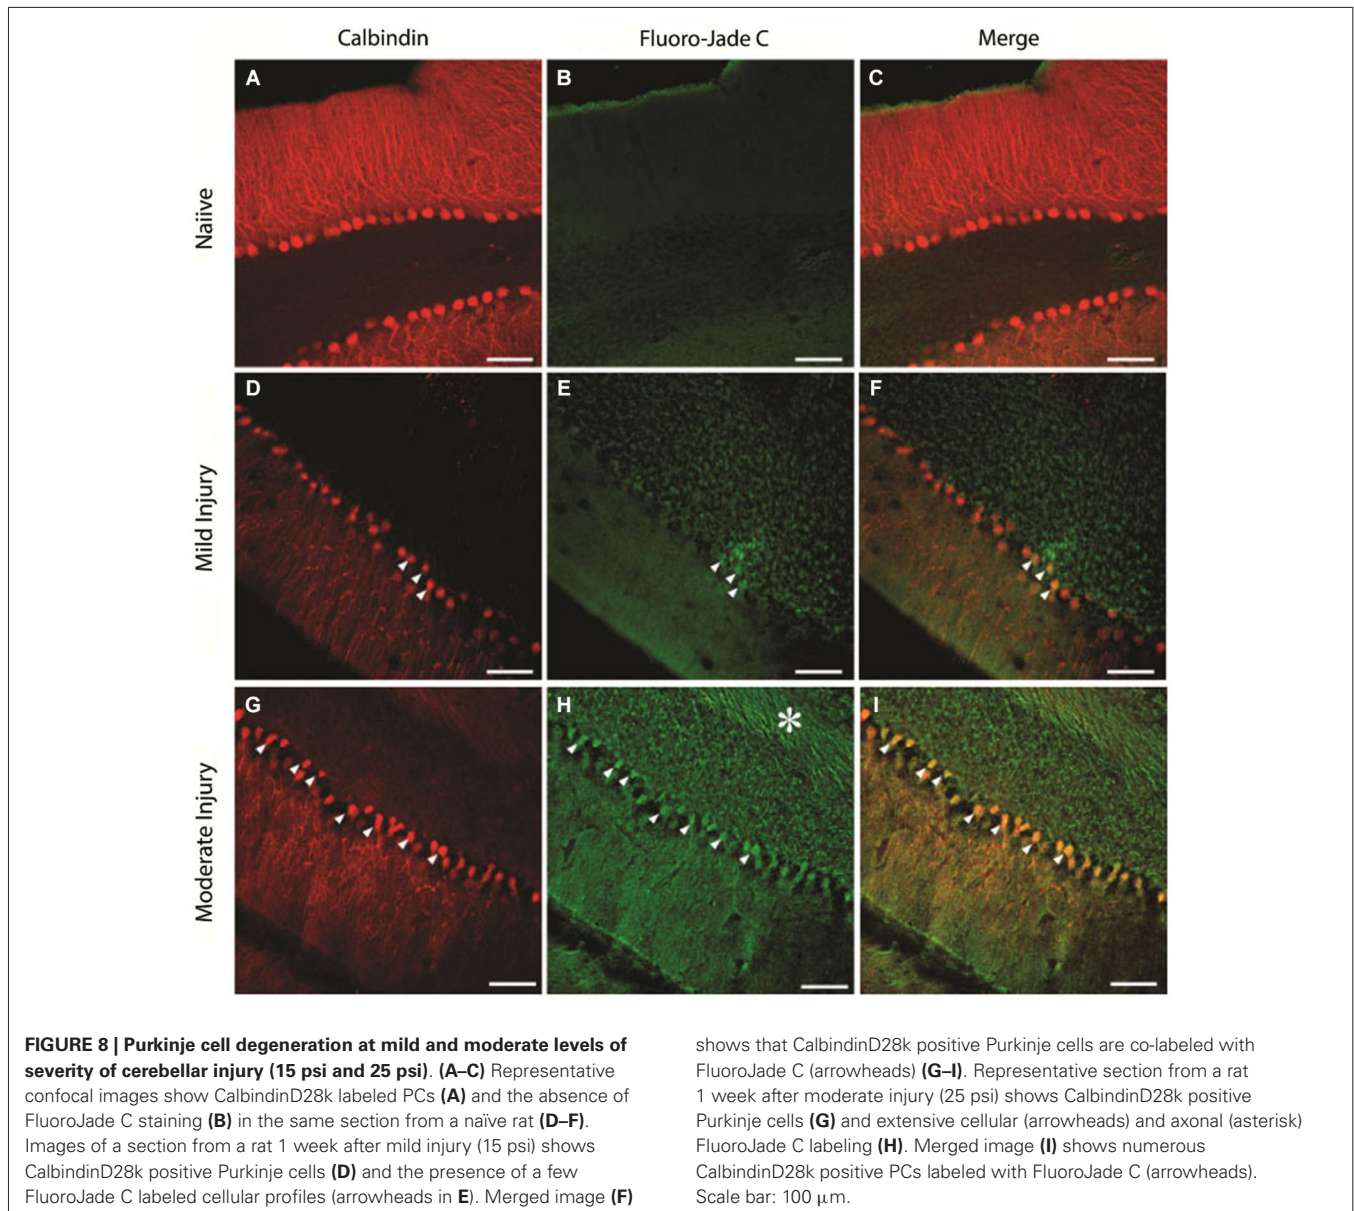 Calbindin
Fluoro-Jade C
Merge
Naiive
A
B
C
Mild Injury
D
E
F
Moderate Injury
G
H
*
I
FIGURE 8 | Purkinje cell degeneration at mild and moderate levels of
severity of cerebellar injury (15 psi and 25 psi). (A–C) Representative
confocal images show CalbindinD28k labeled PCs (A) and the absence of
FluoroJade C staining (B) in the same section from a naïve rat (D–F).
Images of a section from a rat 1 week after mild injury (15 psi) shows
CalbindinD28k positive Purkinje cells (D) and the presence of a few
FluoroJade C labeled cellular profiles (arrowheads in E). Merged image (F)
shows that CalbindinD28k positive Purkinje cells are co-labeled with
FluoroJade C (arrowheads) (G–I). Representative section from a rat
1 week after moderate injury (25 psi) shows CalbindinD28k positive
Purkinje cells (G) and extensive cellular (arrowheads) and axonal (asterisk)
FluoroJade C labeling (H). Merged image (I) shows numerous
CalbindinD28k positive PCs labeled with FluoroJade C (arrowheads).
Scale bar: 100 μm.